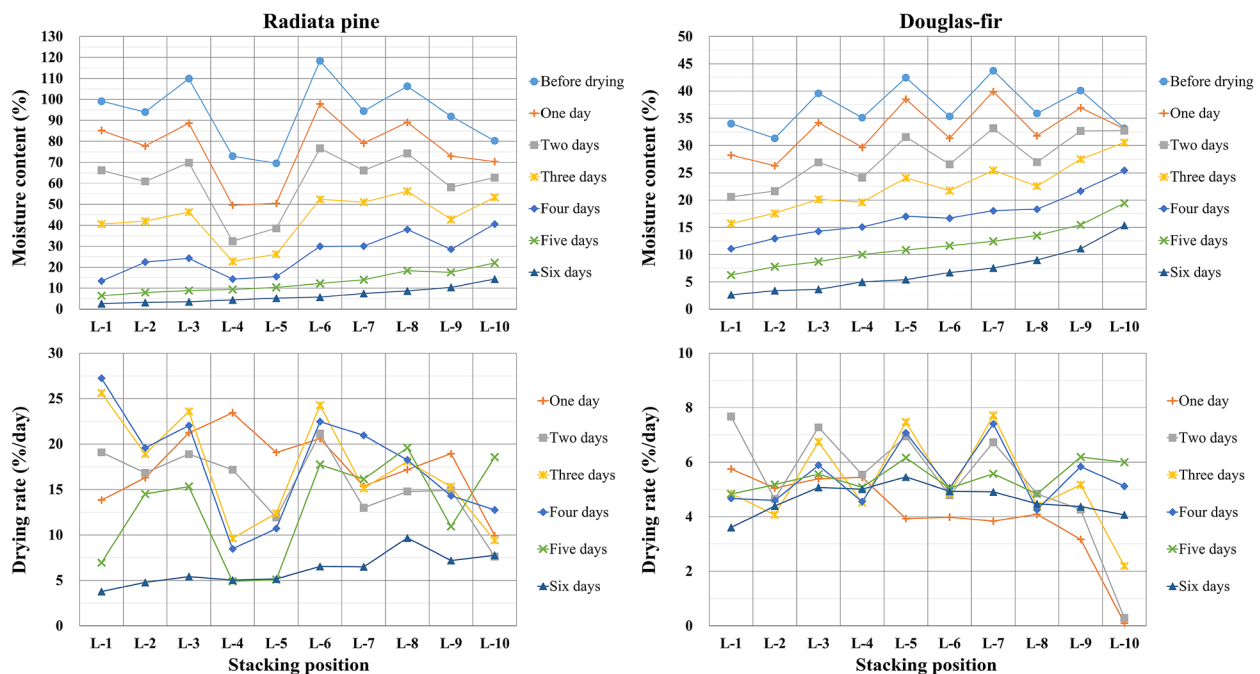 Radiata pine
Moisture content (%)
130
120
110
100
90
80
70
60
50
40
30
20
10
0
L-1 L-2 L-3 L-4 L-5 L-6 L-7 L-8 L-9 L-10
Before drying
One day
Two days
Three days
Four days
Five days
Six days
Douglas-fir
Moisture content (%)
50
45
40
35
30
25
20
15
10
5
0
L-1 L-2 L-3 L-4 L-5 L-6 L-7 L-8 L-9 L-10
Before drying
One day
Two days
Three days
Four days
Five days
Six days
Drying rate (%/day)
30
25
20
15
10
5
0
L-1 L-2 L-3 L-4 L-5 L-6 L-7 L-8 L-9 L-10
Stacking position
One day
Two days
Three days
Four days
Five days
Six days
Drying rate (%/day)
10
8
6
4
2
0
L-1 L-2 L-3 L-4 L-5 L-6 L-7 L-8 L-9 L-10
Stacking position
One day
Two days
Three days
Four days
Five days
Six days